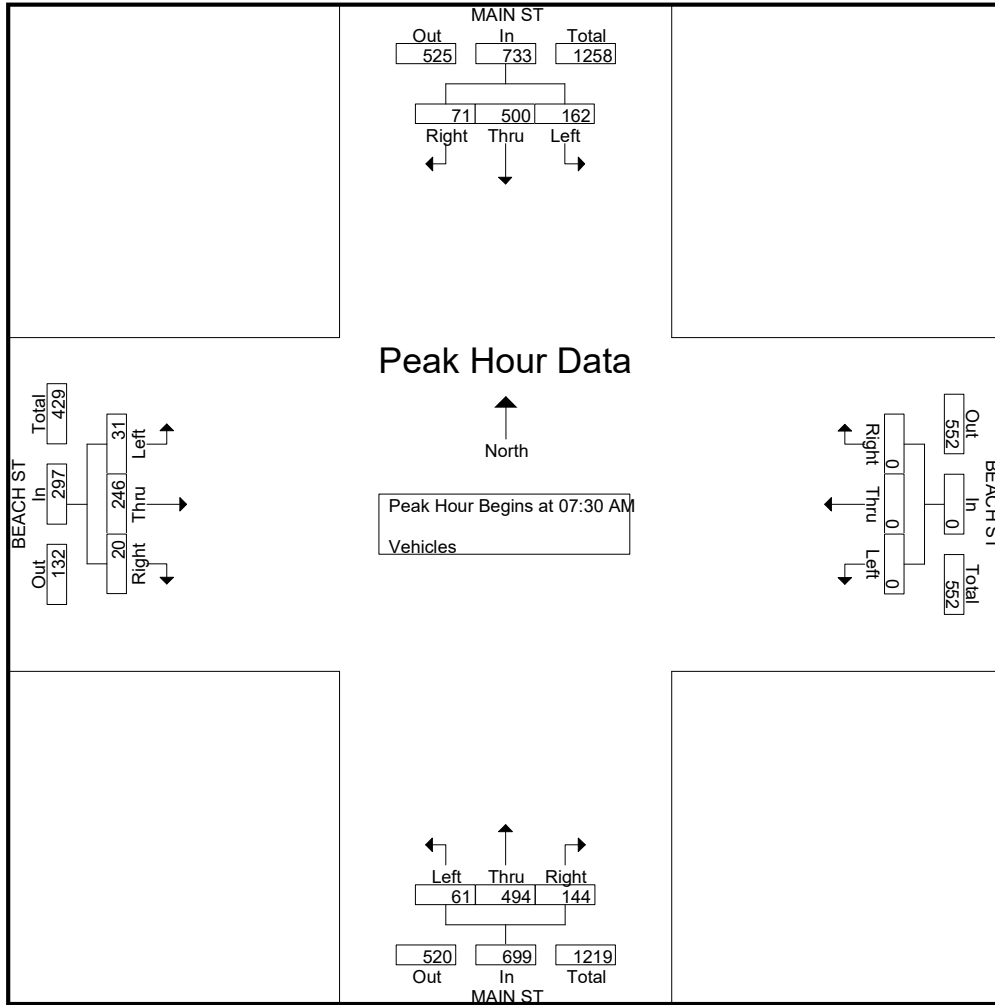 MAIN ST
Out In Total
525 733 1258
71 500 162
Right Thru Left
Peak Hour Data
North
Peak Hour Begins at 07:30 AM
Vehicles
BEACH ST
Total In Out
429 297 132
31 246 20
Left Thru Right
BEACH ST
Out In Total
552 0 552
0 0 0
Right Thru Left
Left Thru Right
61 494 144
520 699 1219
Out In Total
MAIN ST